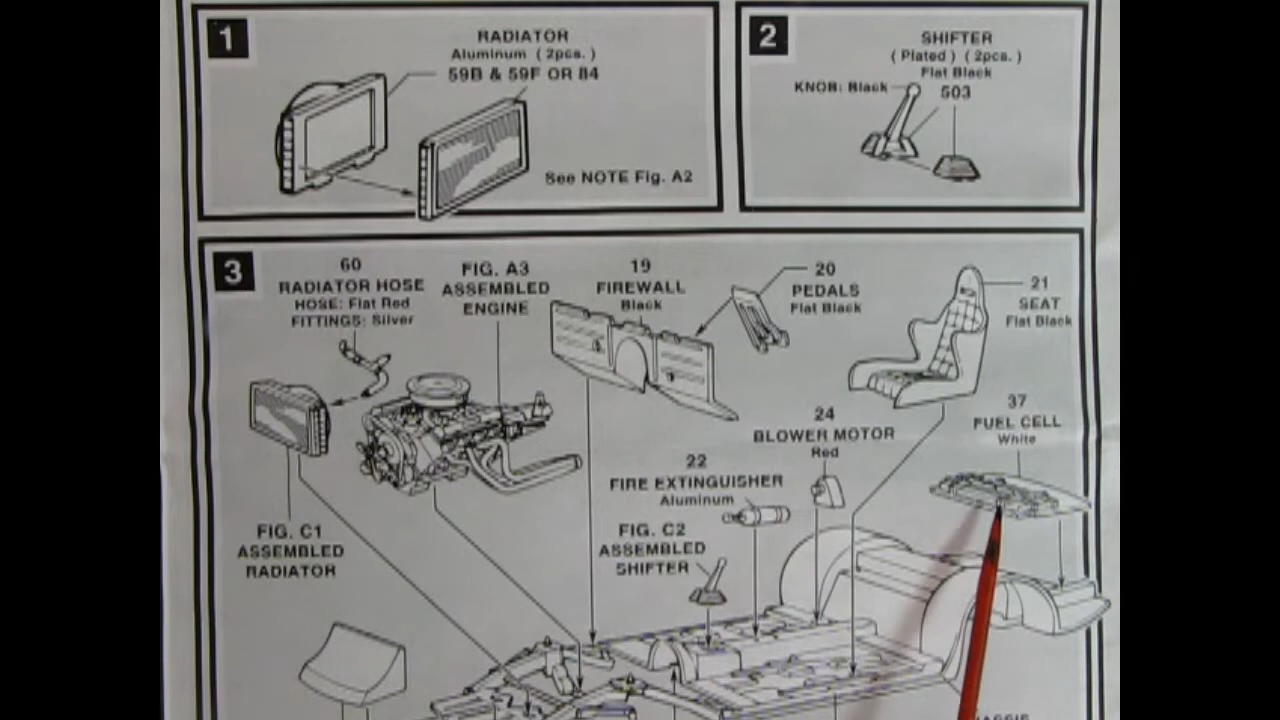 1
RADIATOR
Aluminum ( 2pcs. )
59B & 59F OR 84
See NOTE Fig. A2
2
SHIFTER
( Plated ) ( 2pcs. )
Flat Black
KNOB: Black
503
3
60
RADIATOR HOSE
HOSE: Flat Red
FITTINGS: Silver
FIG. A3
ASSEMBLED
ENGINE
19
FIREWALL
Black
20
PEDALS
Flat Black
21
SEAT
Flat Black
37
FUEL CELL
White
24
BLOWER MOTOR
Red
22
FIRE EXTINGUISHER
Aluminum
FIG. C2
ASSEMBLED
SHIFTER
FIG. C1
ASSEMBLED
RADIATOR